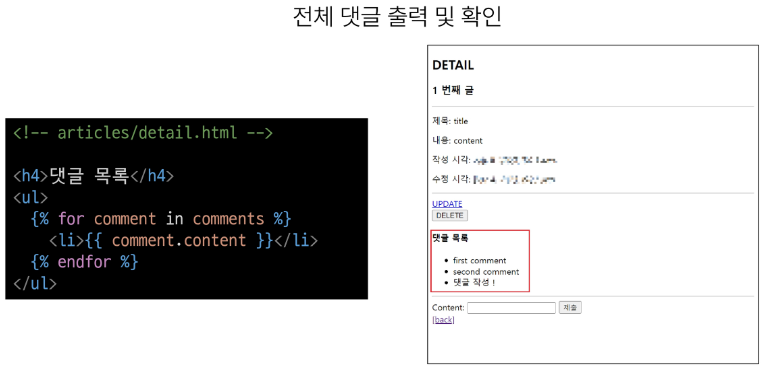 전체 댓글 출력 및 확인
<!-- articles/detail.html -->
<h4>댓글 목록</h4>
<ul>
{% for comment in comments %}
<li>{{ comment.content }}</li>
{% endfor %}
</ul>
DETAIL
1 번째 글
제목: title
내용: content
작성 시각:
수정 시각:
UPDATE
DELETE
댓글 목록
• first comment
• second comment
• 댓글 작성 !
Content: 제출
[back]